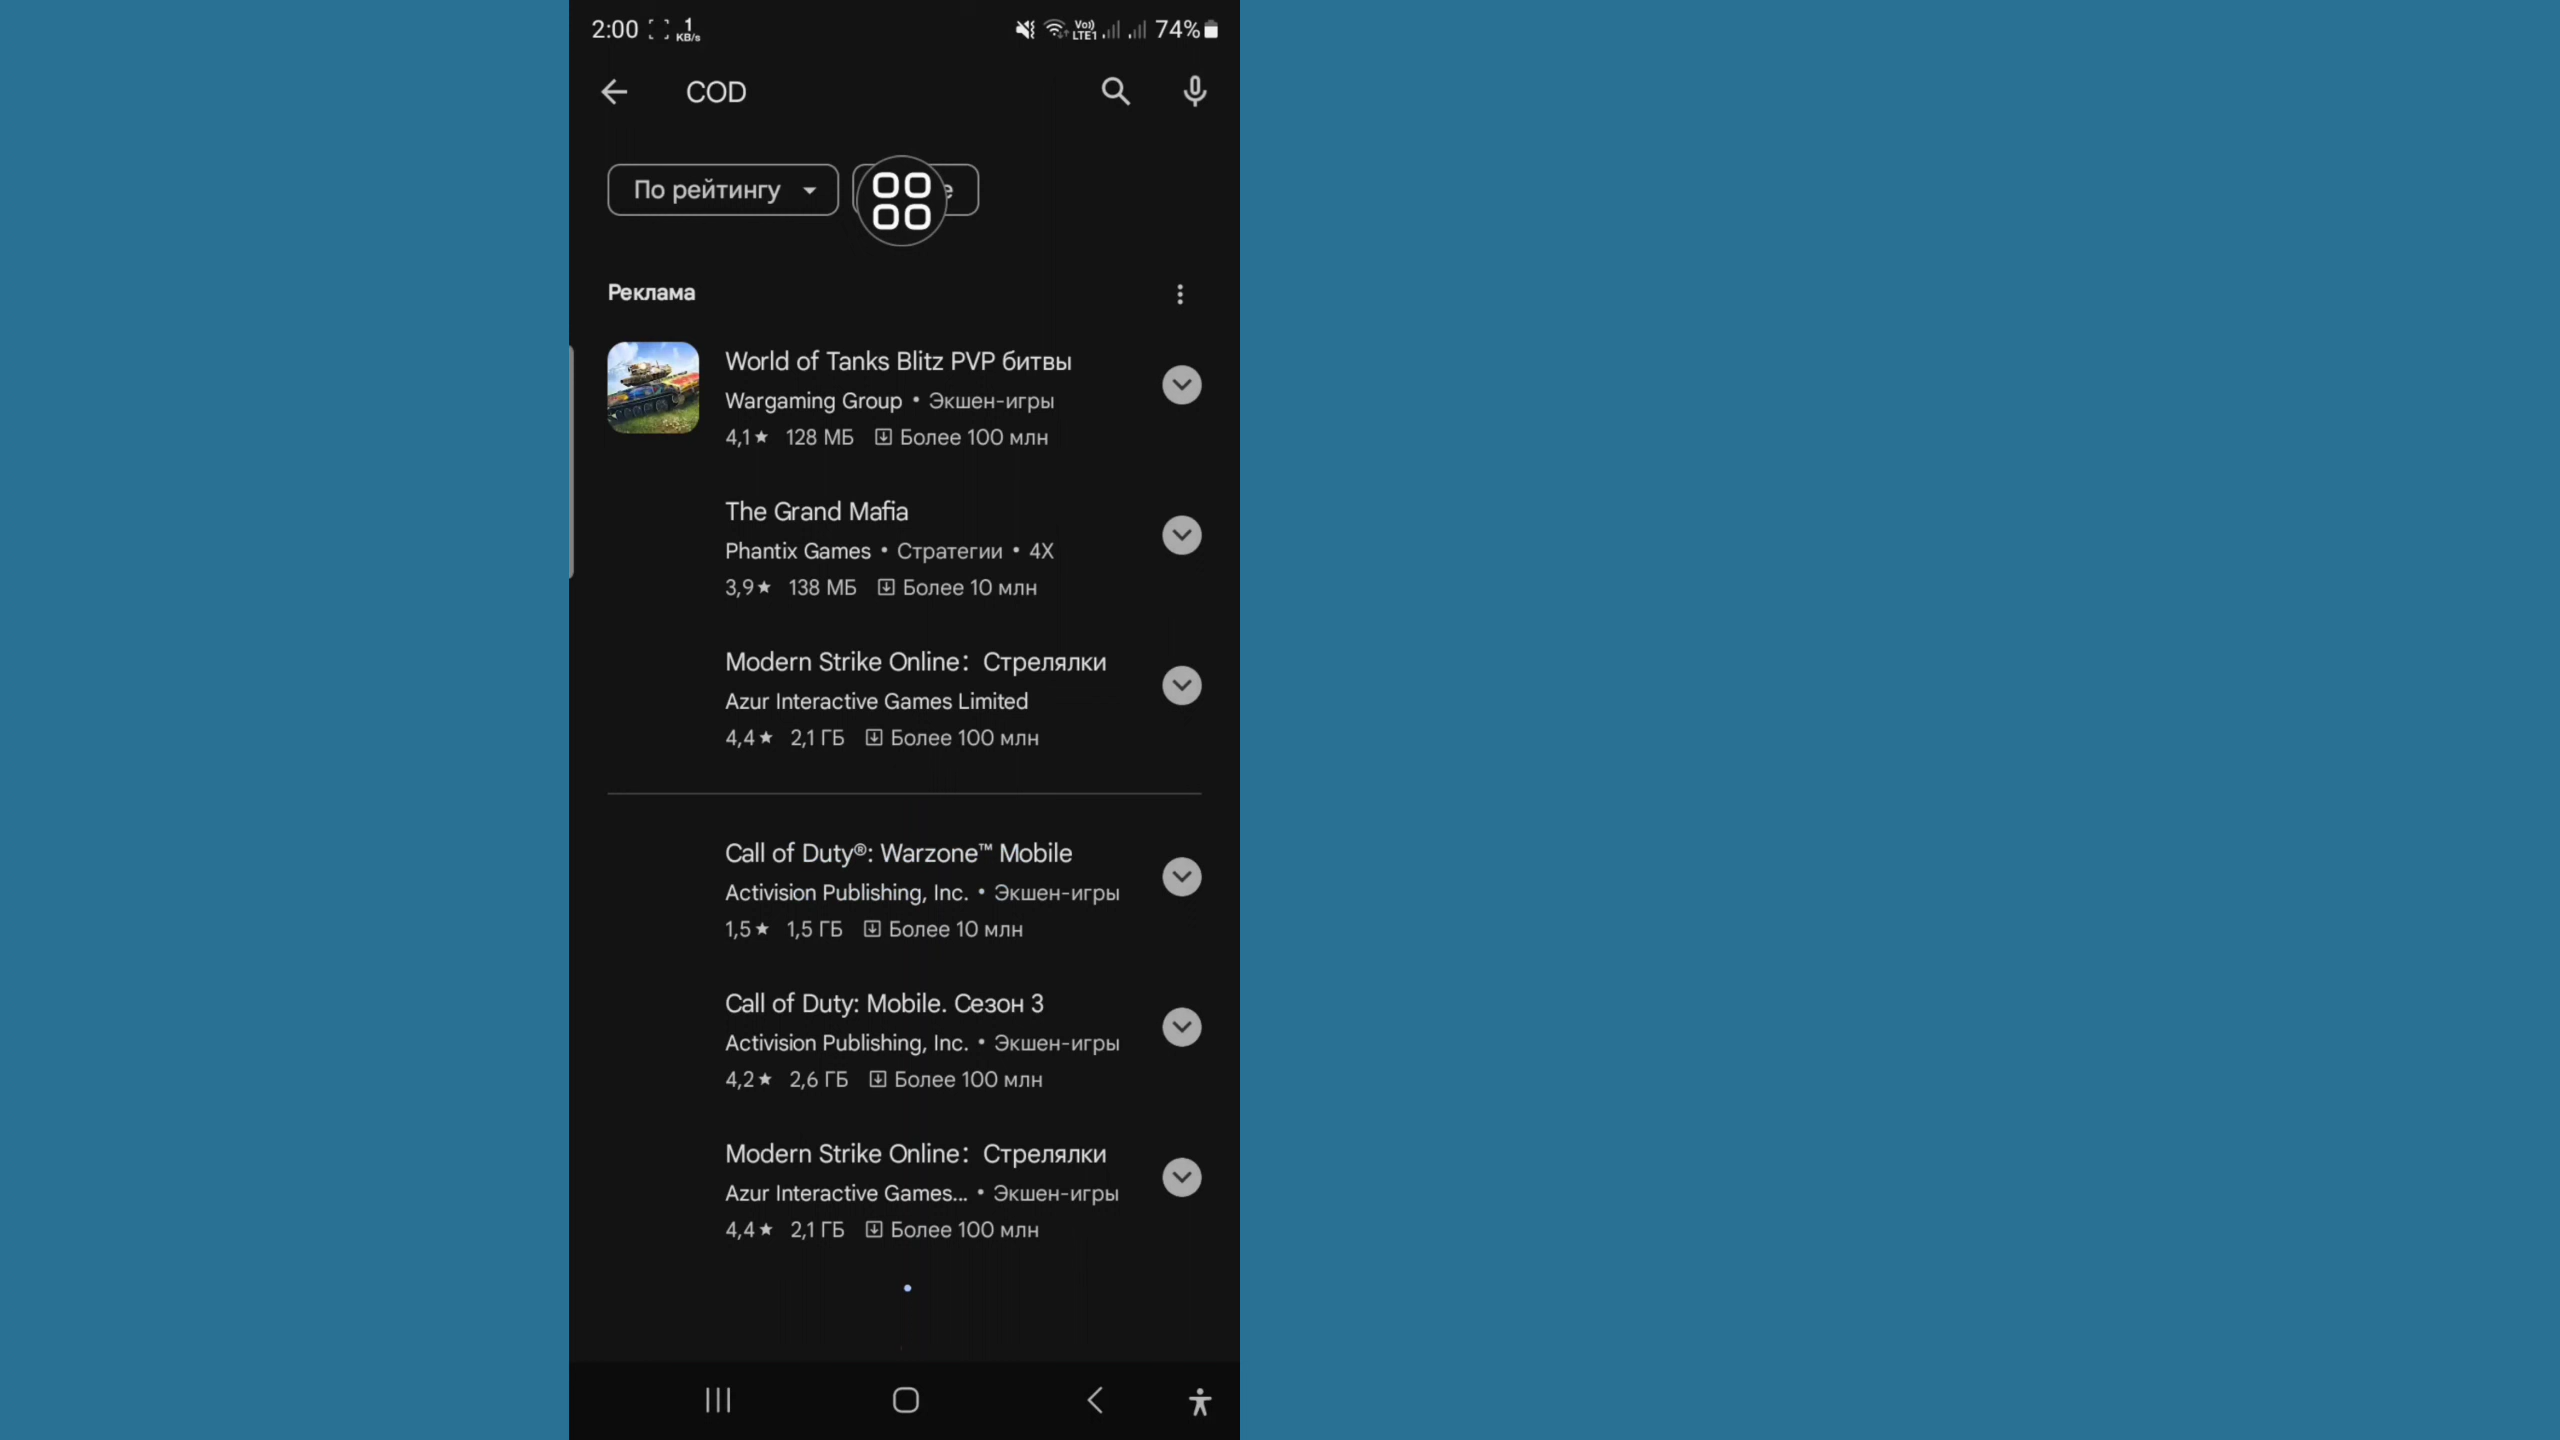 2:00 1 KB/s Vo)) LTE1 74%
COD
По рейтингу
Реклама
World of Tanks Blitz PVP битвы
Wargaming Group • Экшен-игры
4,1★ 128 МБ Более 100 млн
The Grand Mafia
Phantix Games • Стратегии • 4X
3,9★ 138 МБ Более 10 млн
Modern Strike Online: Стрелялки
Azur Interactive Games Limited
4,4★ 2,1 ГБ Более 100 млн
Call of Duty®: Warzone™ Mobile
Activision Publishing, Inc. • Экшен-игры
1,5★ 1,5 ГБ Более 10 млн
Call of Duty: Mobile. Сезон 3
Activision Publishing, Inc. • Экшен-игры
4,2★ 2,6 ГБ Более 100 млн
Modern Strike Online: Стрелялки
Azur Interactive Games... • Экшен-игры
4,4★ 2,1 ГБ Более 100 млн